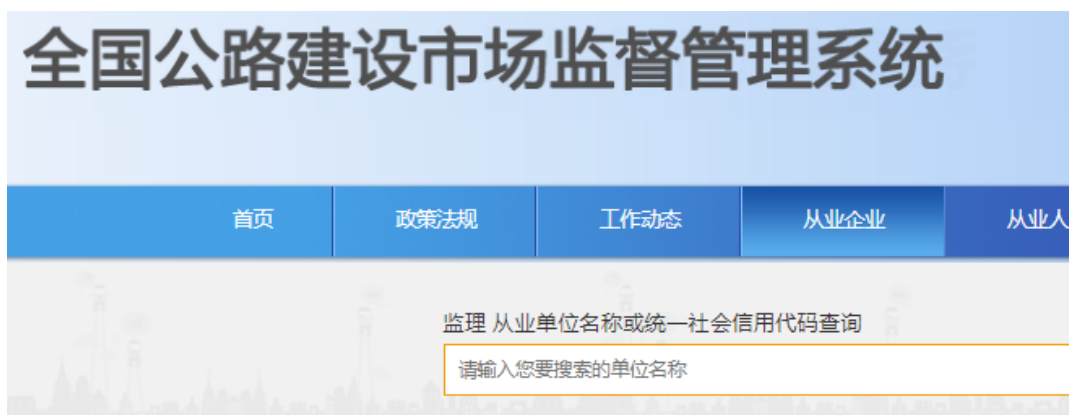 全国公路建设市场监督管理系统
首页 政策法规 工作动态 从业企业 从业人
监理 从业单位名称或统一社会信用代码查询
请输入您要搜索的单位名称